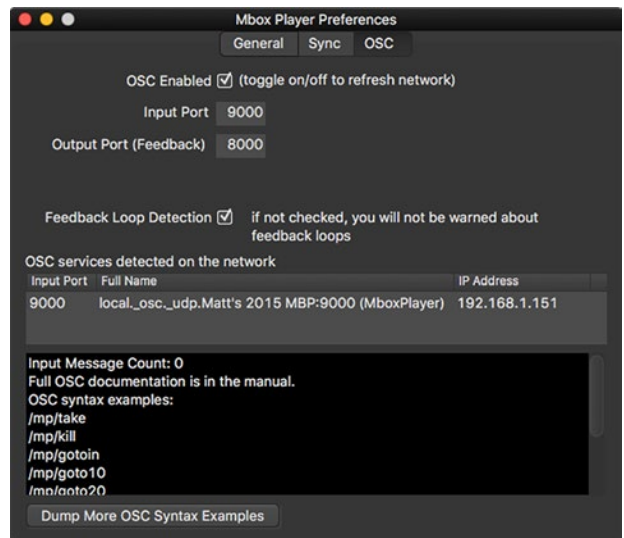 Mbox Player Preferences
General Sync OSC
OSC Enabled (toggle on/off to refresh network)
Input Port 9000
Output Port (Feedback) 8000
Feedback Loop Detection if not checked, you will not be warned about
feedback loops
OSC services detected on the network
Input Port Full Name IP Address
9000 local._osc._udp.Matt's 2015 MBP:9000 (MboxPlayer) 192.168.1.151
Input Message Count: 0
Full OSC documentation is in the manual.
OSC syntax examples:
/mp/take
/mp/kill
/mp/gotoin
/mp/goto10
/mp/goto20
Dump More OSC Syntax Examples